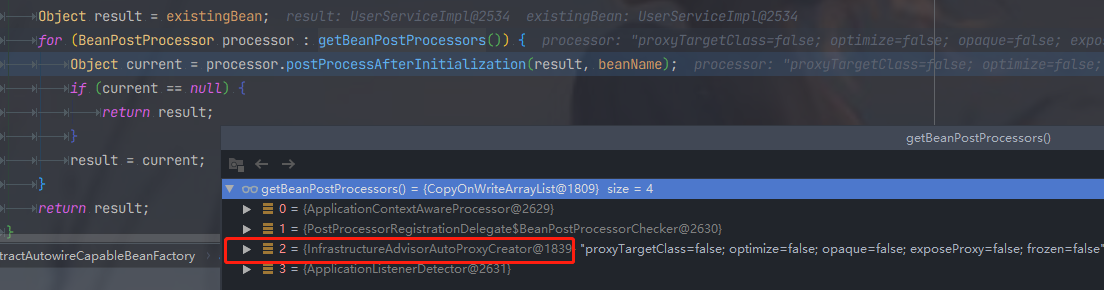 Object result = existingBean; result: UserServiceImpl@2534 existingBean: UserServiceImpl@2534
for (BeanPostProcessor processor : getBeanPostProcessors()) { processor: "proxyTargetClass=false; optimize=false; opaque=false; expos
Object current = processor.postProcessAfterInitialization(result, beanName); processor: "proxyTargetClass=false; optimize=false;
if (current == null) {
return result;
}
result = current;
}
return result;
}
getBeanPostProcessors()
getBeanPostProcessors() = {CopyOnWriteArrayList@1809} size = 4
0 = {ApplicationContextAwareProcessor@2629}
1 = {PostProcessorRegistrationDelegate$BeanPostProcessorChecker@2630}
2 = {InfrastructureAdvisorAutoProxyCreator@1839 "proxyTargetClass=false; optimize=false; opaque=false; exposeProxy=false; frozen=false"
3 = {ApplicationListenerDetector@2631}
tractAutowireCapableBeanFactory